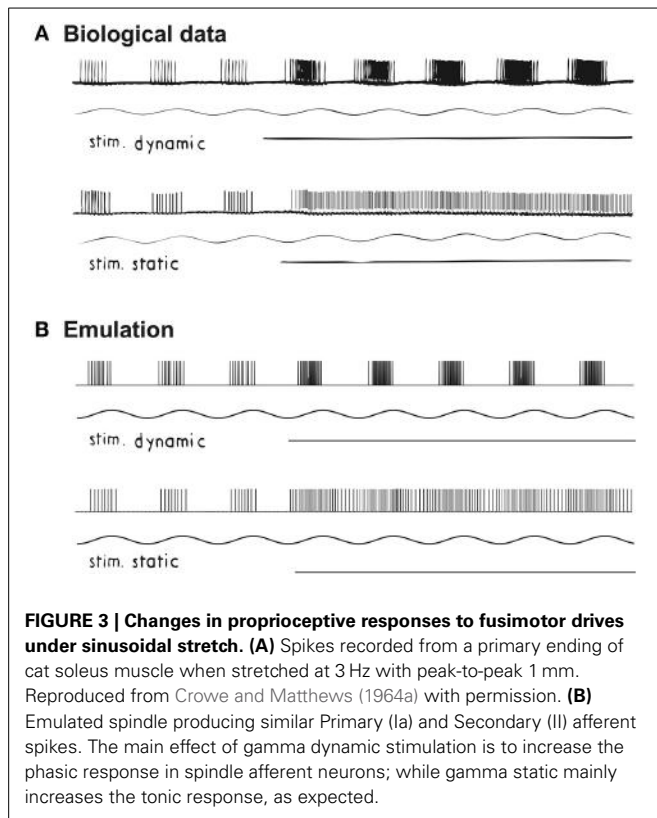 A Biological data
stim. dynamic
stim. static
B Emulation
stim. dynamic
stim. static
FIGURE 3 | Changes in proprioceptive responses to fusimotor drives
under sinusoidal stretch. (A) Spikes recorded from a primary ending of
cat soleus muscle when stretched at 3 Hz with peak-to-peak 1 mm.
Reproduced from Crowe and Matthews (1964a) with permission. (B)
Emulated spindle producing similar Primary (Ia) and Secondary (II) afferent
spikes. The main effect of gamma dynamic stimulation is to increase the
phasic response in spindle afferent neurons; while gamma static mainly
increases the tonic response, as expected.